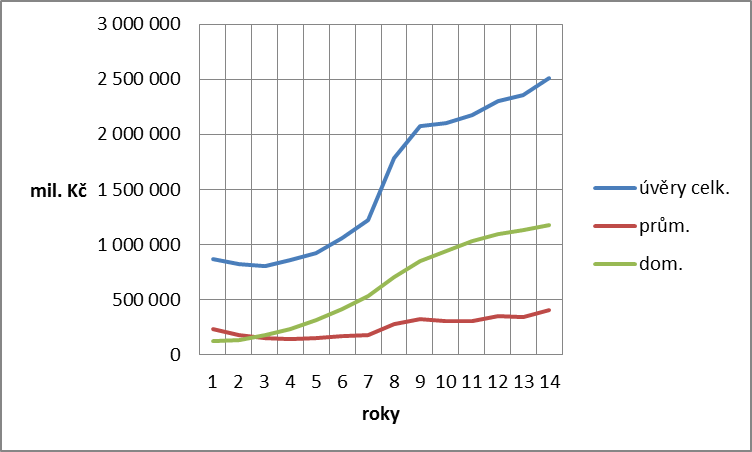 3 000 000
2 500 000
2 000 000
mil. Kč 1 500 000
1 000 000
500 000
0
1 2 3 4 5 6 7 8 9 10 11 12 13 14
roky
úvěry celk.
prům.
dom.